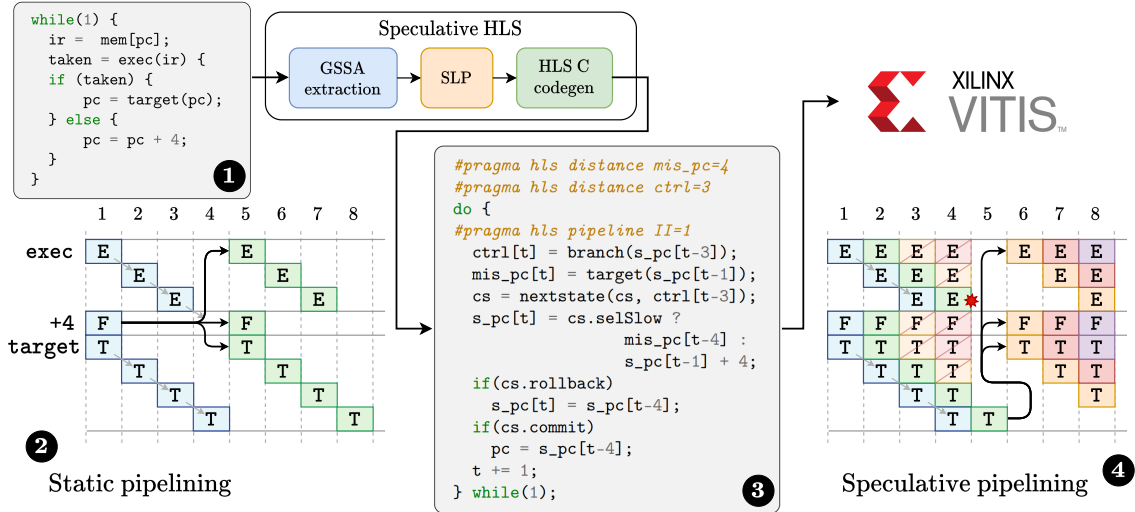 while(1) {
ir = mem[pc];
taken = exec(ir) {
if (taken) {
pc = target(pc);
} else {
pc = pc + 4;
}
}
1
Speculative HLS
GSSA
extraction
SLP
HLS C
codegen
XILINX
VITIS
TM
1 2 3 4 5 6 7 8
exec E E
E E
E E
+4 F F
target T T
T T
T T
T T
2
Static pipelining
#pragma hls distance mis_pc=4
#pragma hls distance ctrl=3
do {
#pragma hls pipeline II=1
ctrl[t] = branch(s_pc[t-3]);
mis_pc[t] = target(s_pc[t-1]);
cs = nextstate(cs, ctrl[t-3]);
s_pc[t] = cs.selSlow ?
mis_pc[t-4] :
s_pc[t-1] + 4;
if(cs.rollback)
s_pc[t] = s_pc[t-4];
if(cs.commit)
pc = s_pc[t-4];
t += 1;
} while(1);
3
1 2 3 4 5 6 7 8
E E E E E E E
E E E E E
E E E
F F F F F F F
T T T T T T T
T T T T T
T T T
T T
Speculative pipelining
4